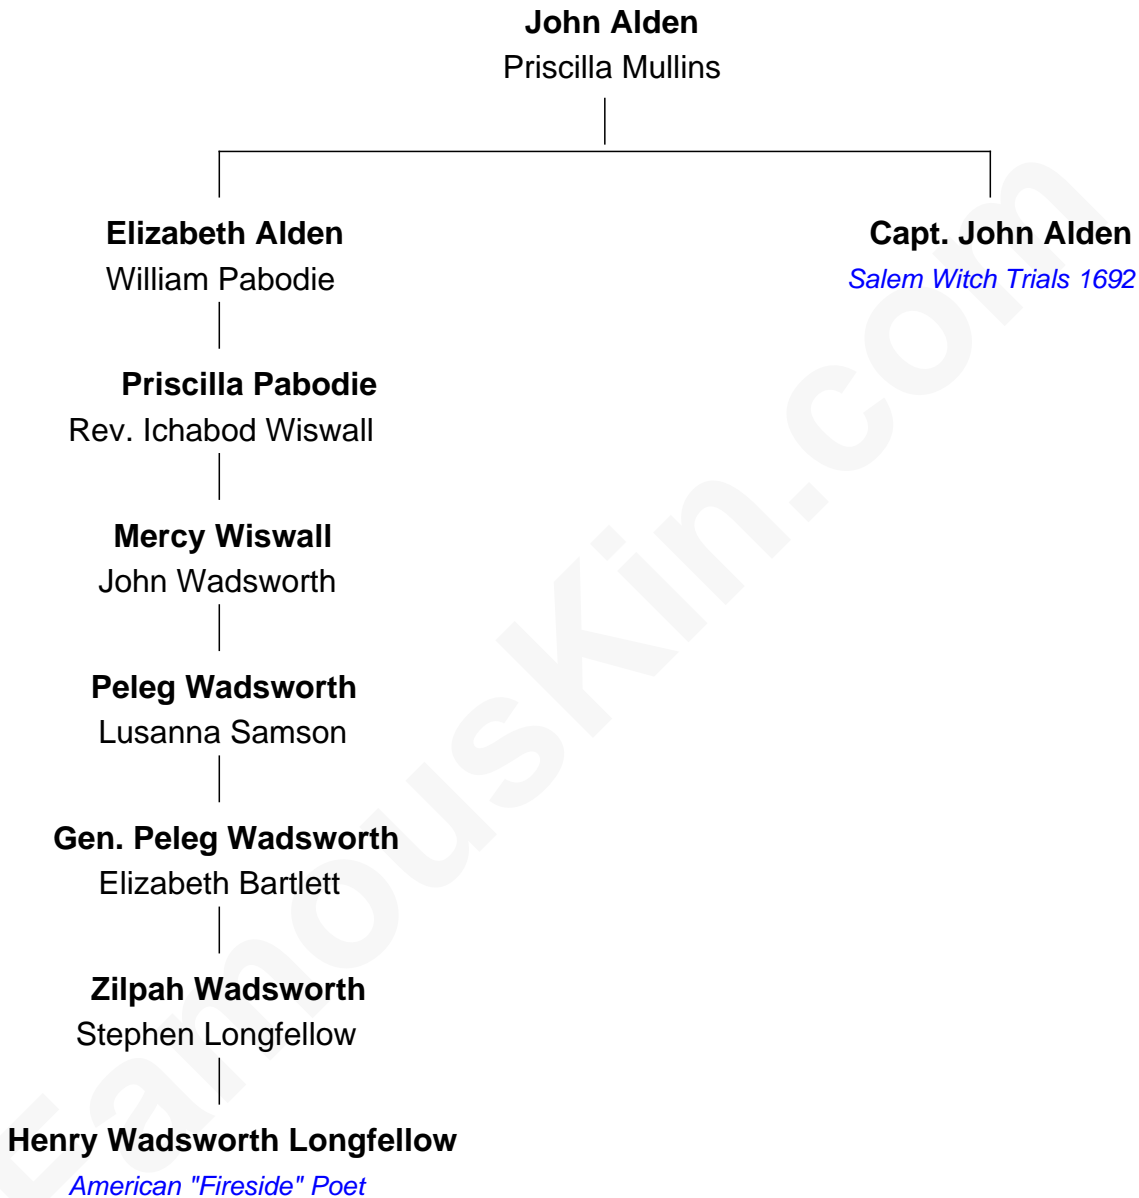 John Alden
Priscilla Mullins
Elizabeth Alden
William Pabodie
Capt. John Alden
Salem Witch Trials 1692
Priscilla Pabodie
Rev. Ichabod Wiswall
Mercy Wiswall
John Wadsworth
Peleg Wadsworth
Lusanna Samson
Gen. Peleg Wadsworth
Elizabeth Bartlett
Zilpah Wadsworth
Stephen Longfellow
Henry Wadsworth Longfellow
American "Fireside" Poet
FamousKin.com